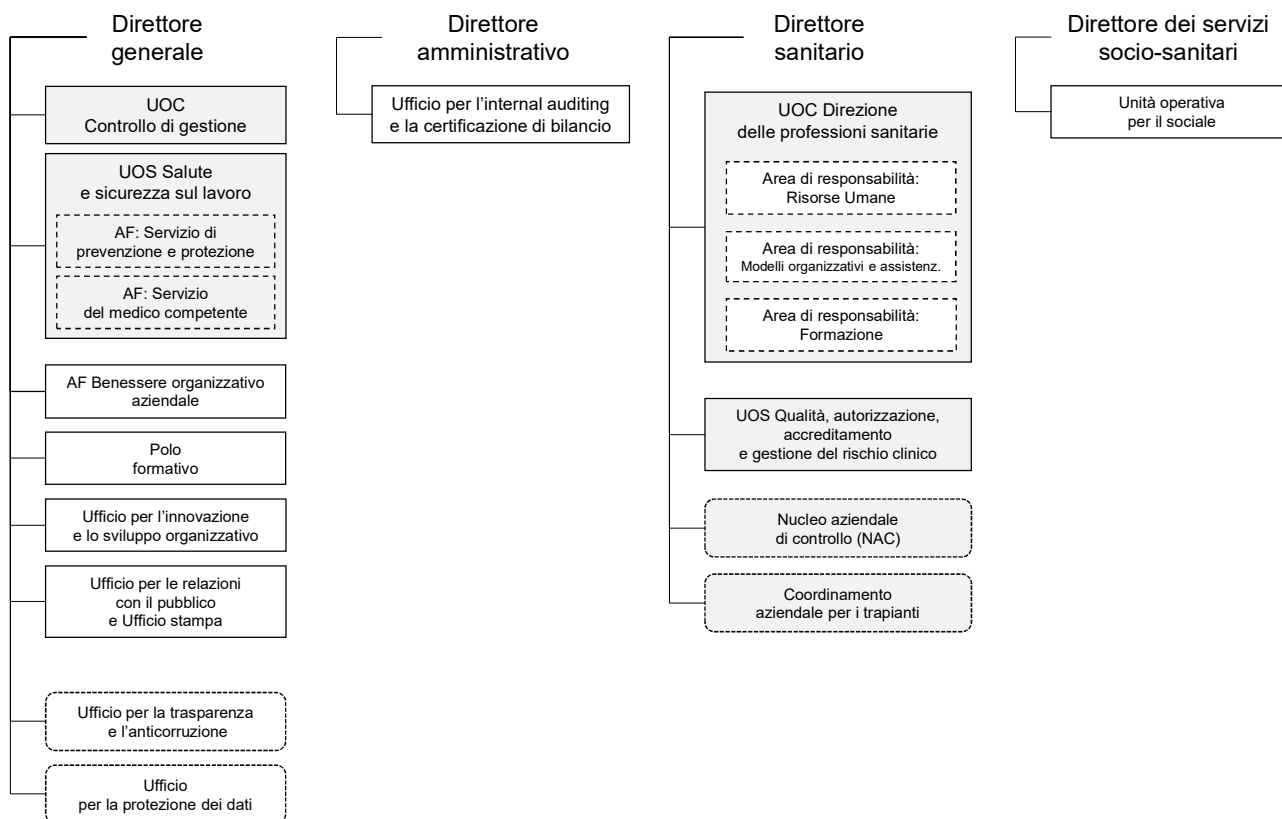 Direttore
generale
UOC
Controllo di gestione
UOS Salute
e sicurezza sul lavoro
AF: Servizio di
prevenzione e protezione
AF: Servizio
del medico competente
AF Benessere organizzativo
aziendale
Polo
formativo
Ufficio per l’innovazione
e lo sviluppo organizzativo
Ufficio per le relazioni
con il pubblico
e Ufficio stampa
Ufficio per la trasparenza
e l’anticorruzione
Ufficio
per la protezione dei dati
Direttore
amministrativo
Ufficio per l’internal auditing
e la certificazione di bilancio
Direttore
sanitario
UOC Direzione
delle professioni sanitarie
Area di responsabilità:
Risorse Umane
Area di responsabilità:
Modelli organizzativi e assistenz.
Area di responsabilità:
Formazione
UOS Qualità, autorizzazione,
accreditamento
e gestione del rischio clinico
Nucleo aziendale
di controllo (NAC)
Coordinamento
aziendale per i trapianti
Direttore dei servizi
socio-sanitari
Unità operativa
per il sociale